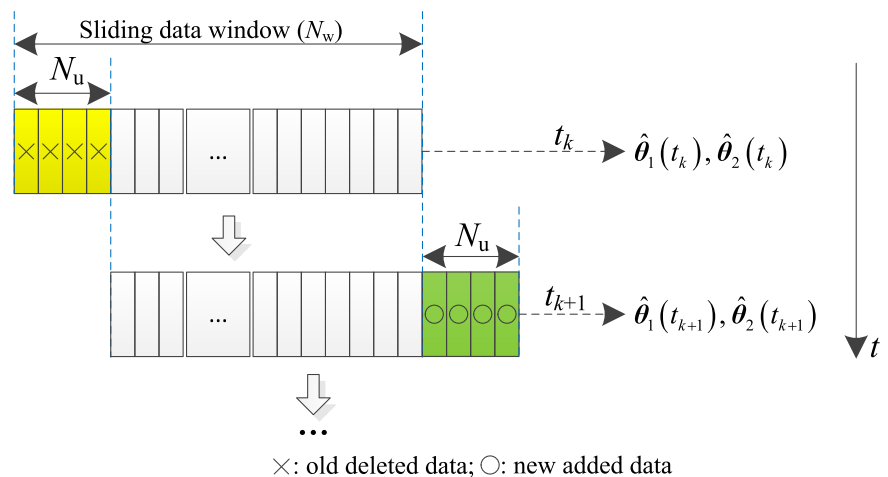 Sliding data window (N_w)
N_u
× × × × ...
t_k
θ̂_1(t_k), θ̂_2(t_k)
N_u
... ○ ○ ○ ○
t_{k+1}
θ̂_1(t_{k+1}), θ̂_2(t_{k+1})
t
...
×: old deleted data; ○: new added data